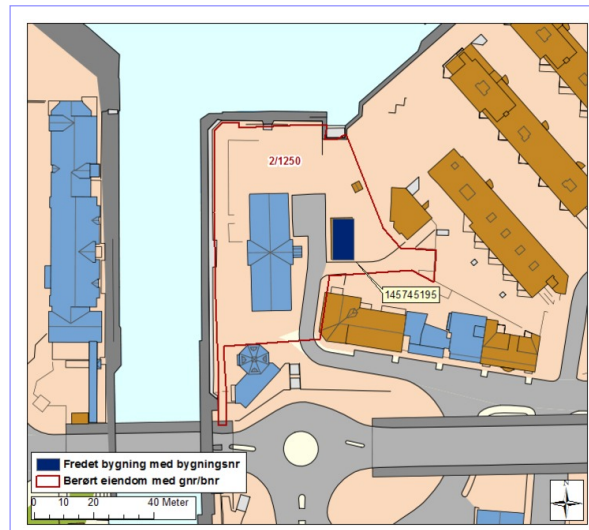 2/1250
145745195
Fredet bygning med bygningsnr
Berørt eiendom med gnr/bnr
0 10 20 40 Meter